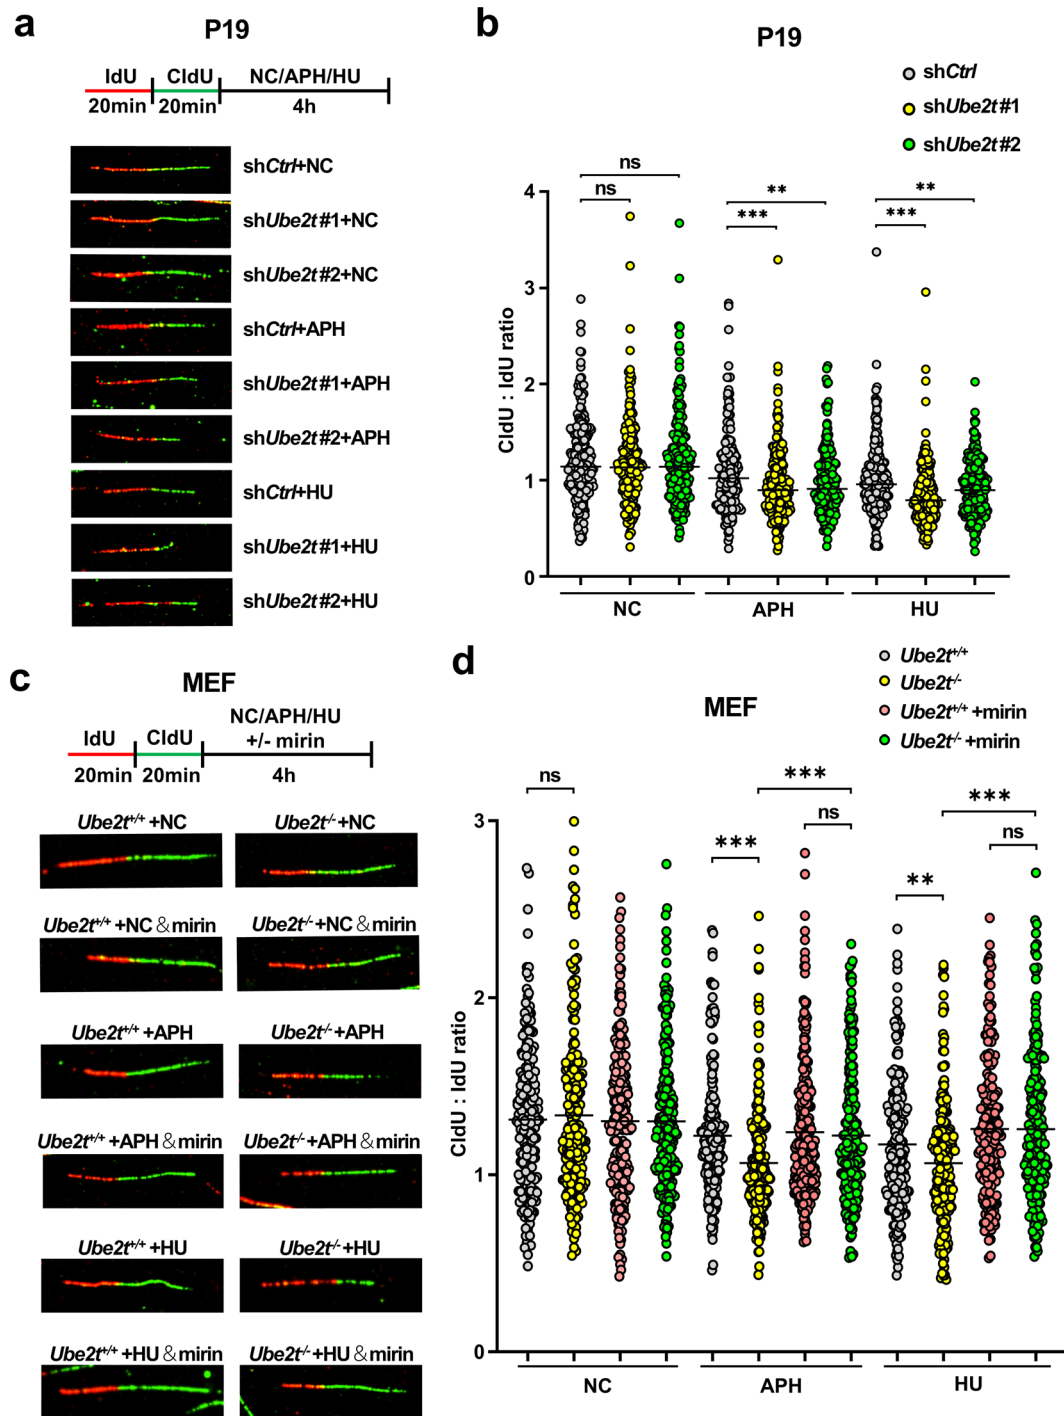 a
P19
IdU CldU NC/APH/HU
20min 20min 4h
shCtrl+NC
shUbe2t#1+NC
shUbe2t#2+NC
shCtrl+APH
shUbe2t#1+APH
shUbe2t#2+APH
shCtrl+HU
shUbe2t#1+HU
shUbe2t#2+HU
b
P19
shCtrl
shUbe2t#1
shUbe2t#2
ns
ns
**
***
**
***
4
3
2
1
0
CldU : IdU ratio
NC APH HU
c
MEF
NC/APH/HU
IdU CldU +/- mirin
20min 20min 4h
Ube2t+/+ +NC Ube2t-/- +NC
Ube2t+/+ +NC & mirin Ube2t-/- +NC & mirin
Ube2t+/+ +APH Ube2t-/- +APH
Ube2t+/+ +APH & mirin Ube2t-/- +APH & mirin
Ube2t+/+ +HU Ube2t-/- +HU
Ube2t+/+ +HU & mirin Ube2t-/- +HU & mirin
d
MEF
Ube2t+/+
Ube2t-/-
Ube2t+/+ +mirin
Ube2t-/- +mirin
ns
***
ns
***
***
ns
**
3
2
1
0
CldU : IdU ratio
NC APH HU